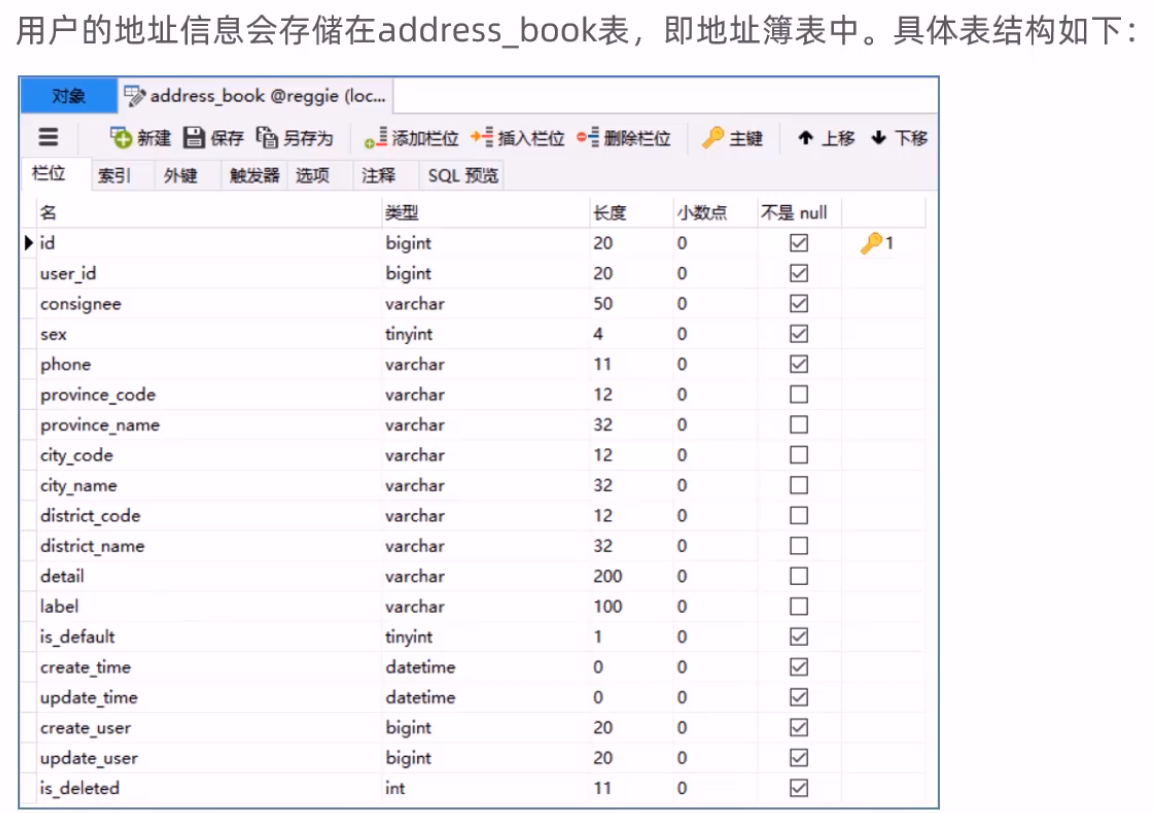 用户的地址信息会存储在address_book表，即地址簿表中。具体表结构如下：
对象 address_book @reggie (loc...
新建 保存 另存为 添加栏位 插入栏位 删除栏位 主键 上移 下移
栏位 索引 外键 触发器 选项 注释 SQL 预览
名 类型 长度 小数点 不是 null
id bigint 20 0 1
user_id bigint 20 0
consignee varchar 50 0
sex tinyint 4 0
phone varchar 11 0
province_code varchar 12 0
province_name varchar 32 0
city_code varchar 12 0
city_name varchar 32 0
district_code varchar 12 0
district_name varchar 32 0
detail varchar 200 0
label varchar 100 0
is_default tinyint 1 0
create_time datetime 0 0
update_time datetime 0 0
create_user bigint 20 0
update_user bigint 20 0
is_deleted int 11 0